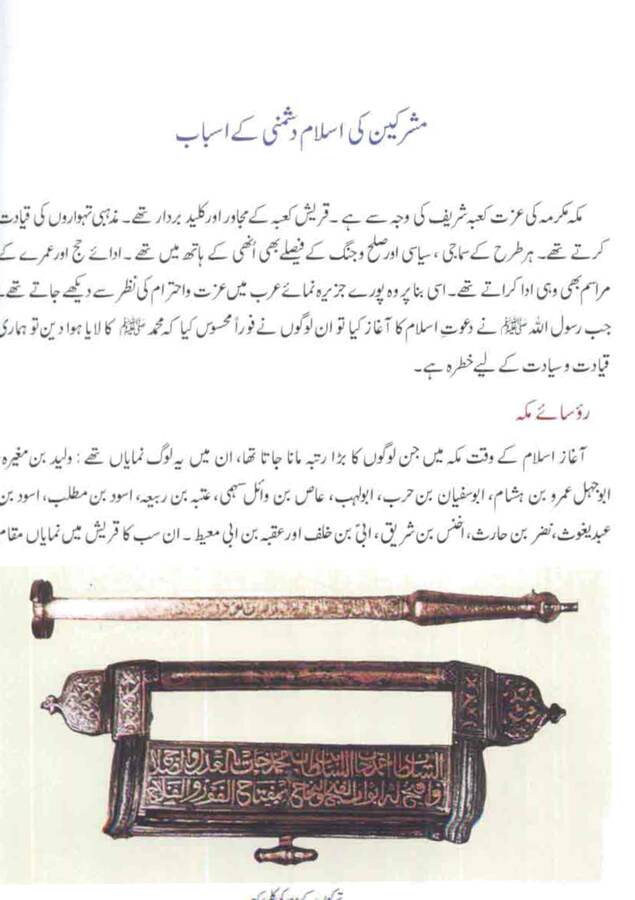 مشرکین کی اسلام دشمنی کے اسباب
مکہ مکرمہ کی عزت کعبہ شریف کی وجہ سے ہے ۔ قریش کعبہ کے مجاور اور کلید بردار تھے۔ مذہبی تہواروں کی قیادت
کرتے تھے۔ ہر طرح کے سماجی ، سیاسی اور صلح و جنگ کے فیصلے بھی انھی کے ہاتھ میں تھے ۔ ادائے حج اور عمرے کے
مراسم بھی وہی ادا کراتے تھے۔ اسی بنا پر وہ پورے جزیرہ نمائے عرب میں عزت و احترام کی نظر سے دیکھے جاتے تھے۔
جب رسول اللہ ﷺ نے دعوتِ اسلام کا آغاز کیا تو ان لوگوں نے فوراً محسوس کیا کہ محمد ﷺ کا لایا ہوا دین تو ہماری
قیادت و سیادت کے لیے خطرہ ہے۔
رؤسائے مکہ
آغاز اسلام کے وقت مکہ میں جن لوگوں کا بڑا رتبہ مانا جاتا تھا، ان میں یہ لوگ نمایاں تھے : ولید بن مغیرہ،
ابوجہل عمرو بن ہشام، ابوسفیان بن حرب، ابولہب، عاص بن وائل سہمی، عتبہ بن ربیعہ، اسود بن مطلب، اسود بن
عبدیغوث، نضر بن حارث، اخنس بن شریق، ابیّ بن خلف اور عقبہ بن ابی معیط ۔ ان سب کا قریش میں نمایاں مقام